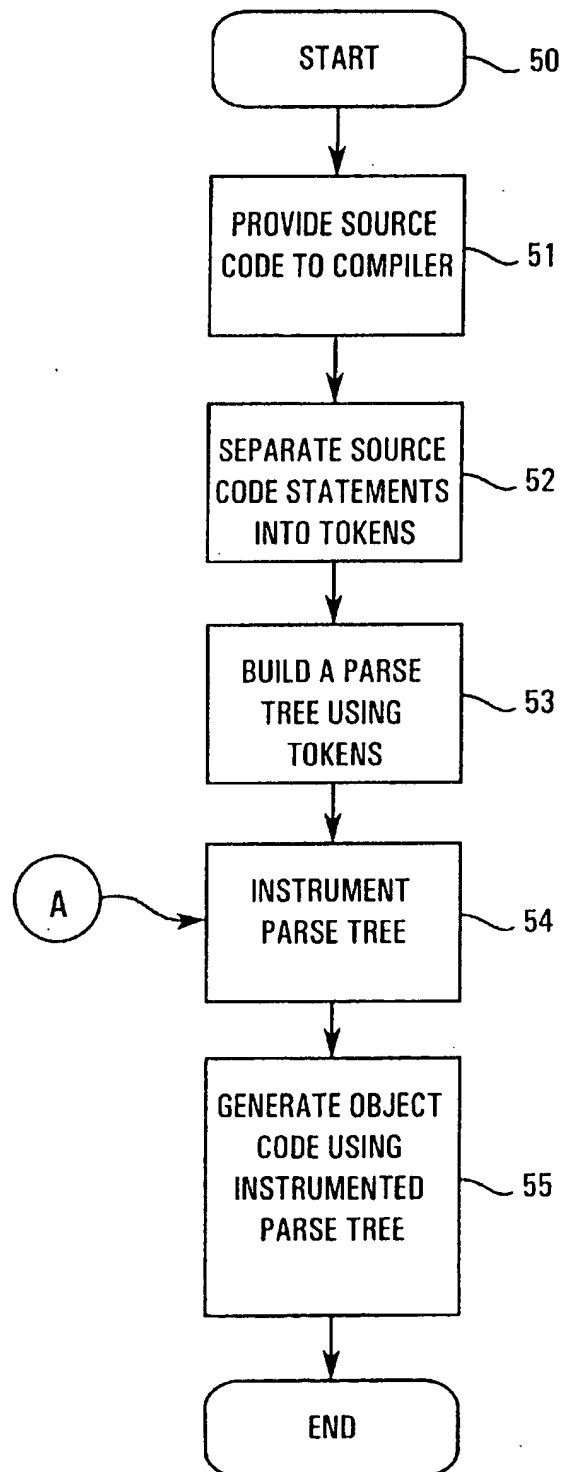 START
50
PROVIDE SOURCE
CODE TO COMPILER
51
SEPARATE SOURCE
CODE STATEMENTS
INTO TOKENS
52
BUILD A PARSE
TREE USING
TOKENS
53
A
INSTRUMENT
PARSE TREE
54
GENERATE OBJECT
CODE USING
INSTRUMENTED
PARSE TREE
55
END